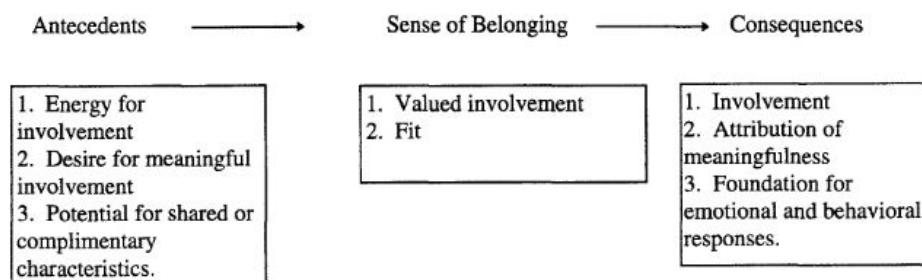 Antecedents
Sense of Belonging
Consequences
1. Energy for
involvement
2. Desire for meaningful
involvement
3. Potential for shared or
complimentary
characteristics.
1. Valued involvement
2. Fit
1. Involvement
2. Attribution of
meaningfulness
3. Foundation for
emotional and behavioral
responses.